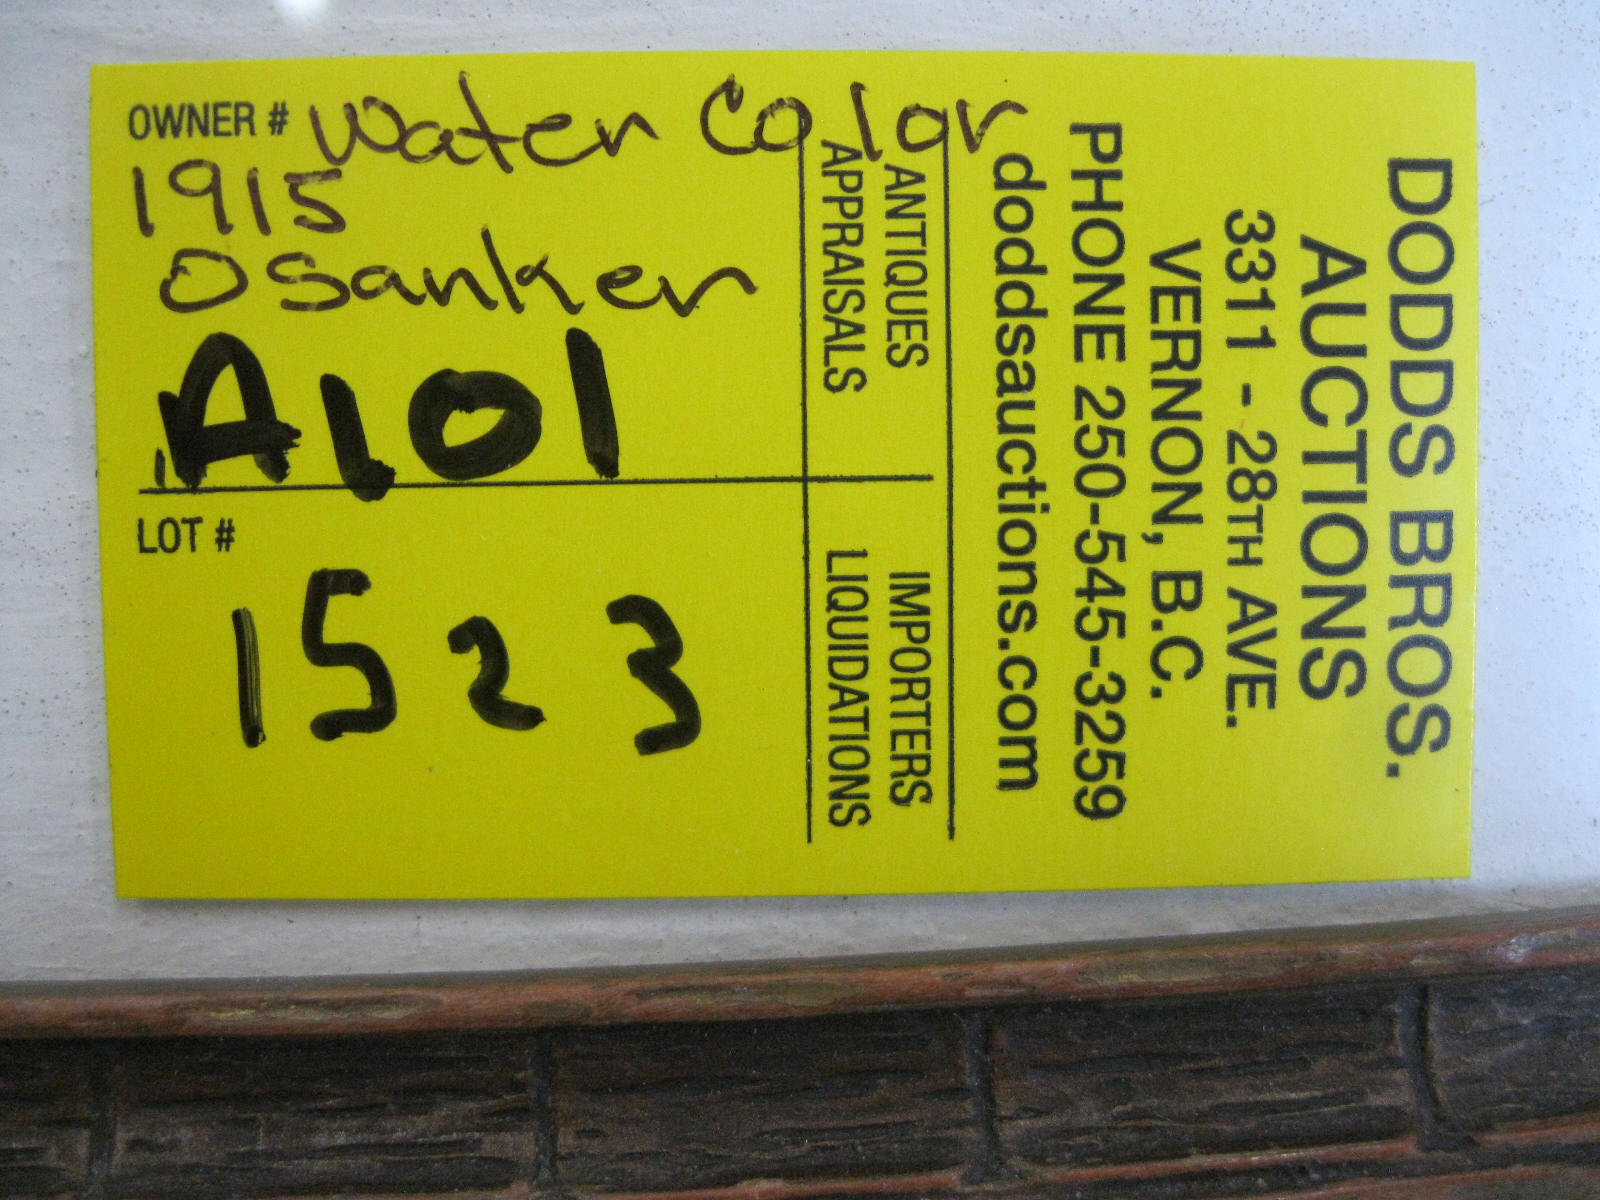 OWNER # Water Color
1915
Osanker
A101
LOT #
1523
DODDS BROS.
AUCTIONS
3311 - 28TH AVE.
VERNON, B.C.
PHONE 250-545-3259
doddsauctions.com
ANTIQUES
APPRAISALS
IMPORTERS
LIQUIDATIONS